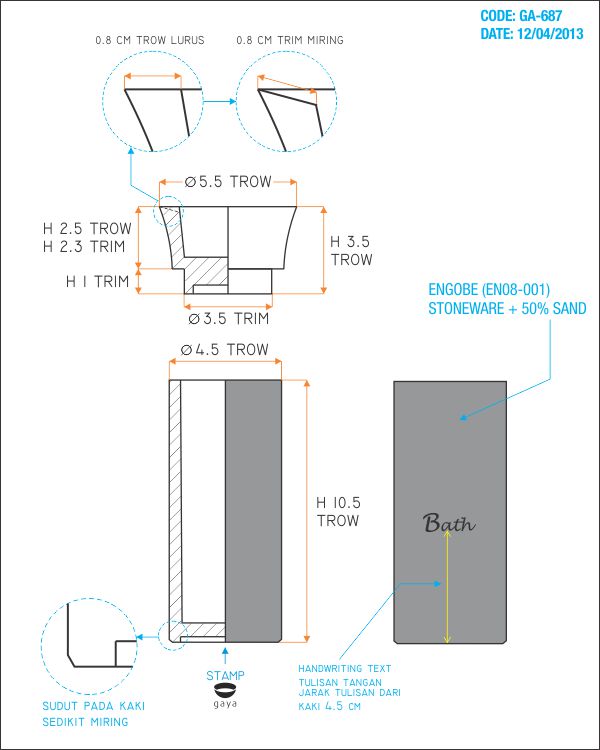 CODE: GA-687
DATE: 12/04/2013
0.8 CM TROW LURUS
0.8 CM TRIM MIRING
Ø5.5 TROW
H 2.5 TROW
H 2.3 TRIM
H 3.5
TROW
H 1 TRIM
Ø3.5 TRIM
ENGOBE (EN08-001)
STONEWARE + 50% SAND
Ø4.5 TROW
H 10.5
TROW
Bath
STAMP
gaya
HANDWRITING TEXT
TULISAN TANGAN
JARAK TULISAN DARI
KAKI 4.5 CM
SUDUT PADA KAKI
SEDIKIT MIRING